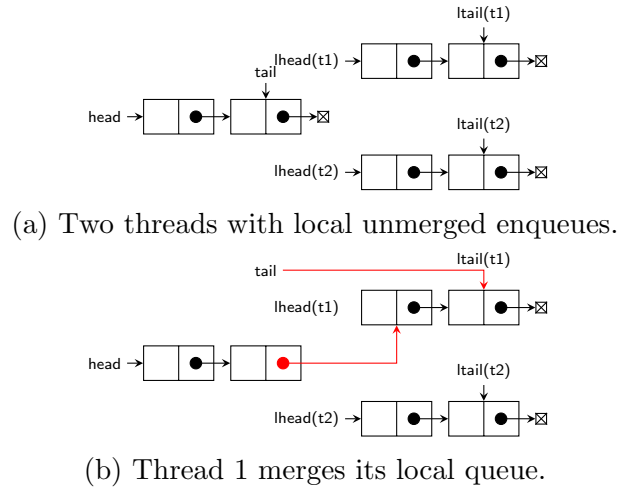 ltail(t1)
lhead(t1)
tail
head
ltail(t2)
lhead(t2)
(a) Two threads with local unmerged enqueues.
ltail(t1)
tail
lhead(t1)
head
ltail(t2)
lhead(t2)
(b) Thread 1 merges its local queue.